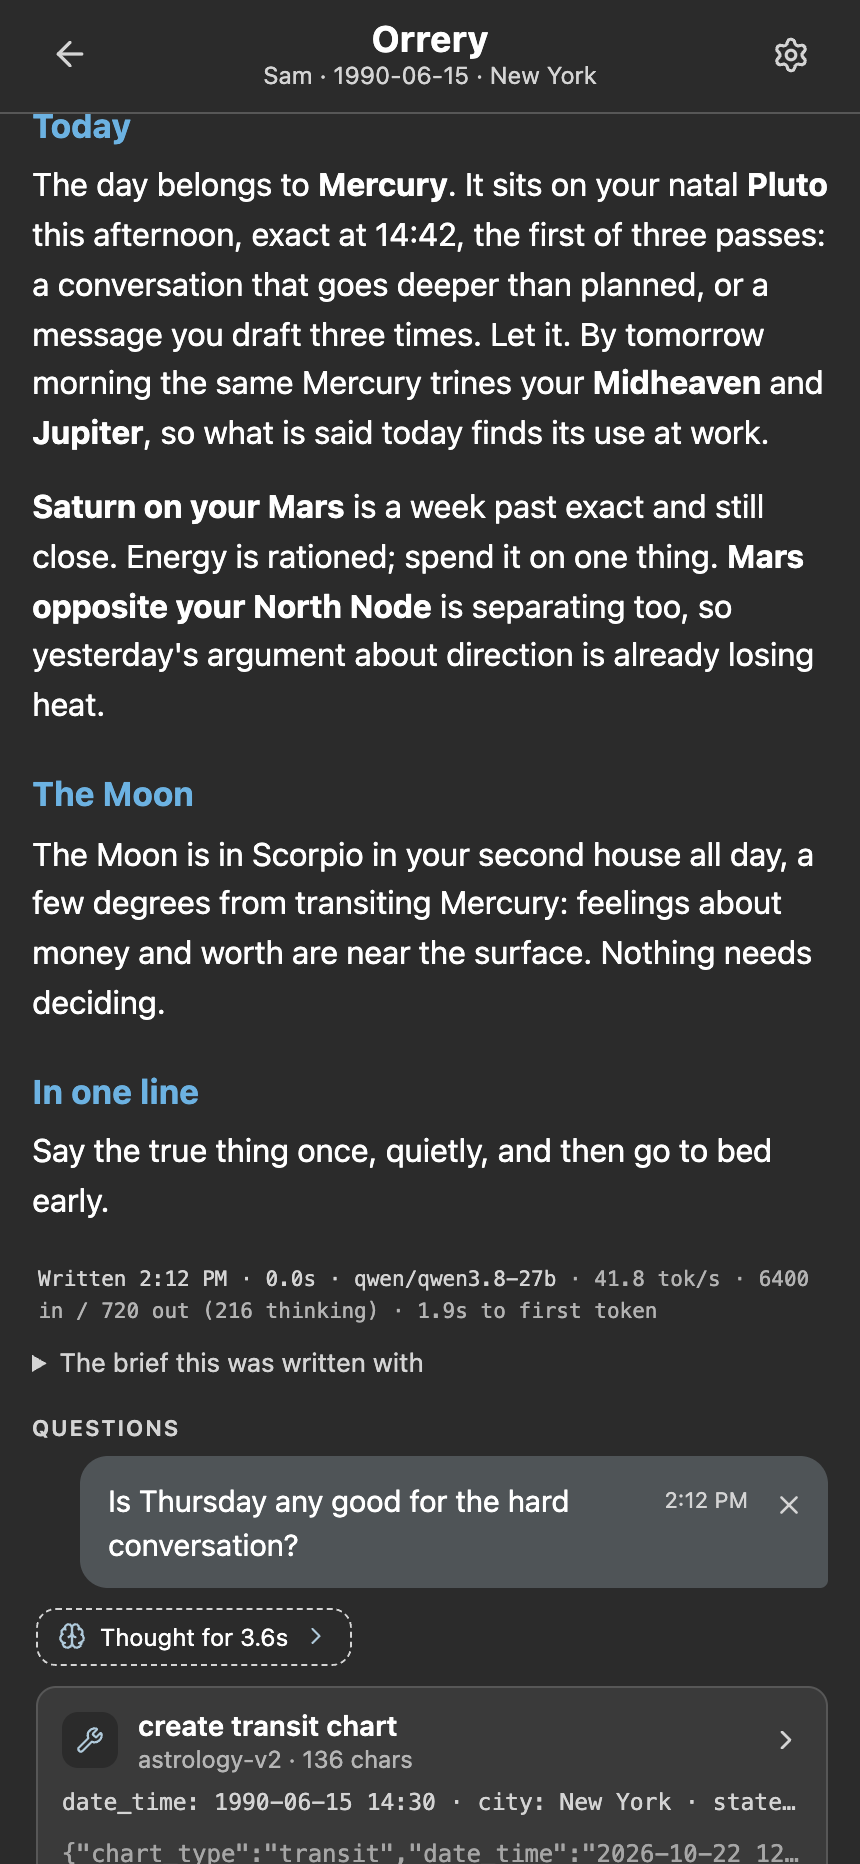 Orrery
Sam · 1990-06-15 · New York
Today
The day belongs to Mercury. It sits on your natal Pluto
this afternoon, exact at 14:42, the first of three passes:
a conversation that goes deeper than planned, or a
message you draft three times. Let it. By tomorrow
morning the same Mercury trines your Midheaven and
Jupiter, so what is said today finds its use at work.
Saturn on your Mars is a week past exact and still
close. Energy is rationed; spend it on one thing. Mars
opposite your North Node is separating too, so
yesterday's argument about direction is already losing
heat.
The Moon
The Moon is in Scorpio in your second house all day, a
few degrees from transiting Mercury: feelings about
money and worth are near the surface. Nothing needs
deciding.
In one line
Say the true thing once, quietly, and then go to bed
early.
Written 2:12 PM · 0.0s · qwen/qwen3.8-27b · 41.8 tok/s · 6400
in / 720 out (216 thinking) · 1.9s to first token
The brief this was written with
QUESTIONS
Is Thursday any good for the hard
conversation?
2:12 PM
Thought for 3.6s
create transit chart
astrology-v2 · 136 chars
date_time: 1990-06-15 14:30 · city: New York · state…
{"chart_type":"transit","date_time":"2026-10-22 12…